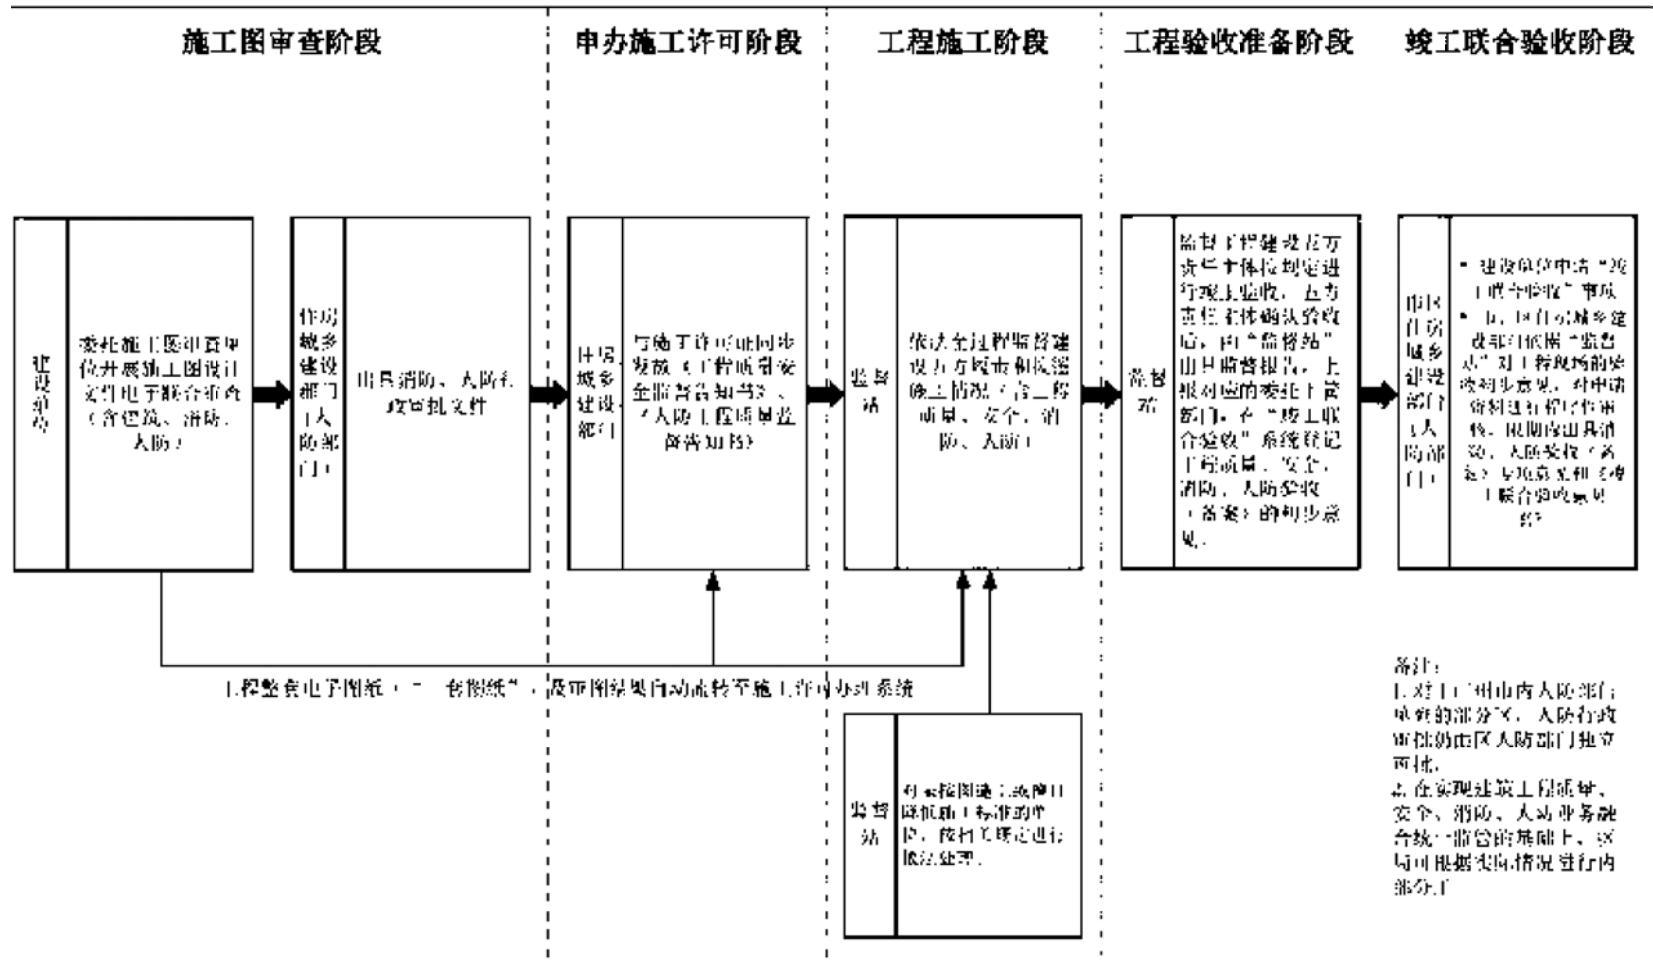 施工图审查阶段
申办施工许可阶段
工程施工阶段
工程验收准备阶段
竣工联合验收阶段
建设单位
委托施工图审查单
位开展施工图设计
文件电子联合审查
（含建筑、消防、
人防）
住房
城乡
建设
部门
（人
防部
门）
出具消防、人防行
政审批文件
住房
城乡
建设
部门
与施工许可证同步
发放《工程质量安
全监督告知书》、
《人防工程质量监
督告知书》
监督
站
依法全过程监督建
设五方城市和轨道
施工情况（含工程
质量、安全、消
防、人防）
监督
站
监督工程建设五方
责任主体按规定进
行竣工验收，五方
责任主体确认验收
后，由“监督站”
出具监督报告，上
报对应的委托主管
部门，在“竣工联
合验收”系统登记
工程质量、安全、
消防、人防验收
（备案）的初步意
见。
市区
住房
城乡
建设
部门
（人
防部
门）
• 建设单位申请“竣
工联合验收”事项
• 市、区住房城乡建
设部门依据“监督
站”对工程现场的验
收初步意见，对申请
资料进行程序性审
核，限期内出具消
防、人防验收（备
案）专项意见和《竣
工联合验收意见
书》
工程整套电子图纸（“一套图纸”），及审图结果自动流转至施工许可办理系统
监督
站
对未按图施工或擅自
降低施工标准的单
位，按相关规定进行
依法处理。
备注：
1. 对于广州市内人防部门
单列的部分区，人防行政
审批仍由区人防部门独立
审批。
2. 在实现建筑工程质量、
安全、消防、人防业务融
合统一监管的基础上，区
局可根据实际情况进行内
部分工